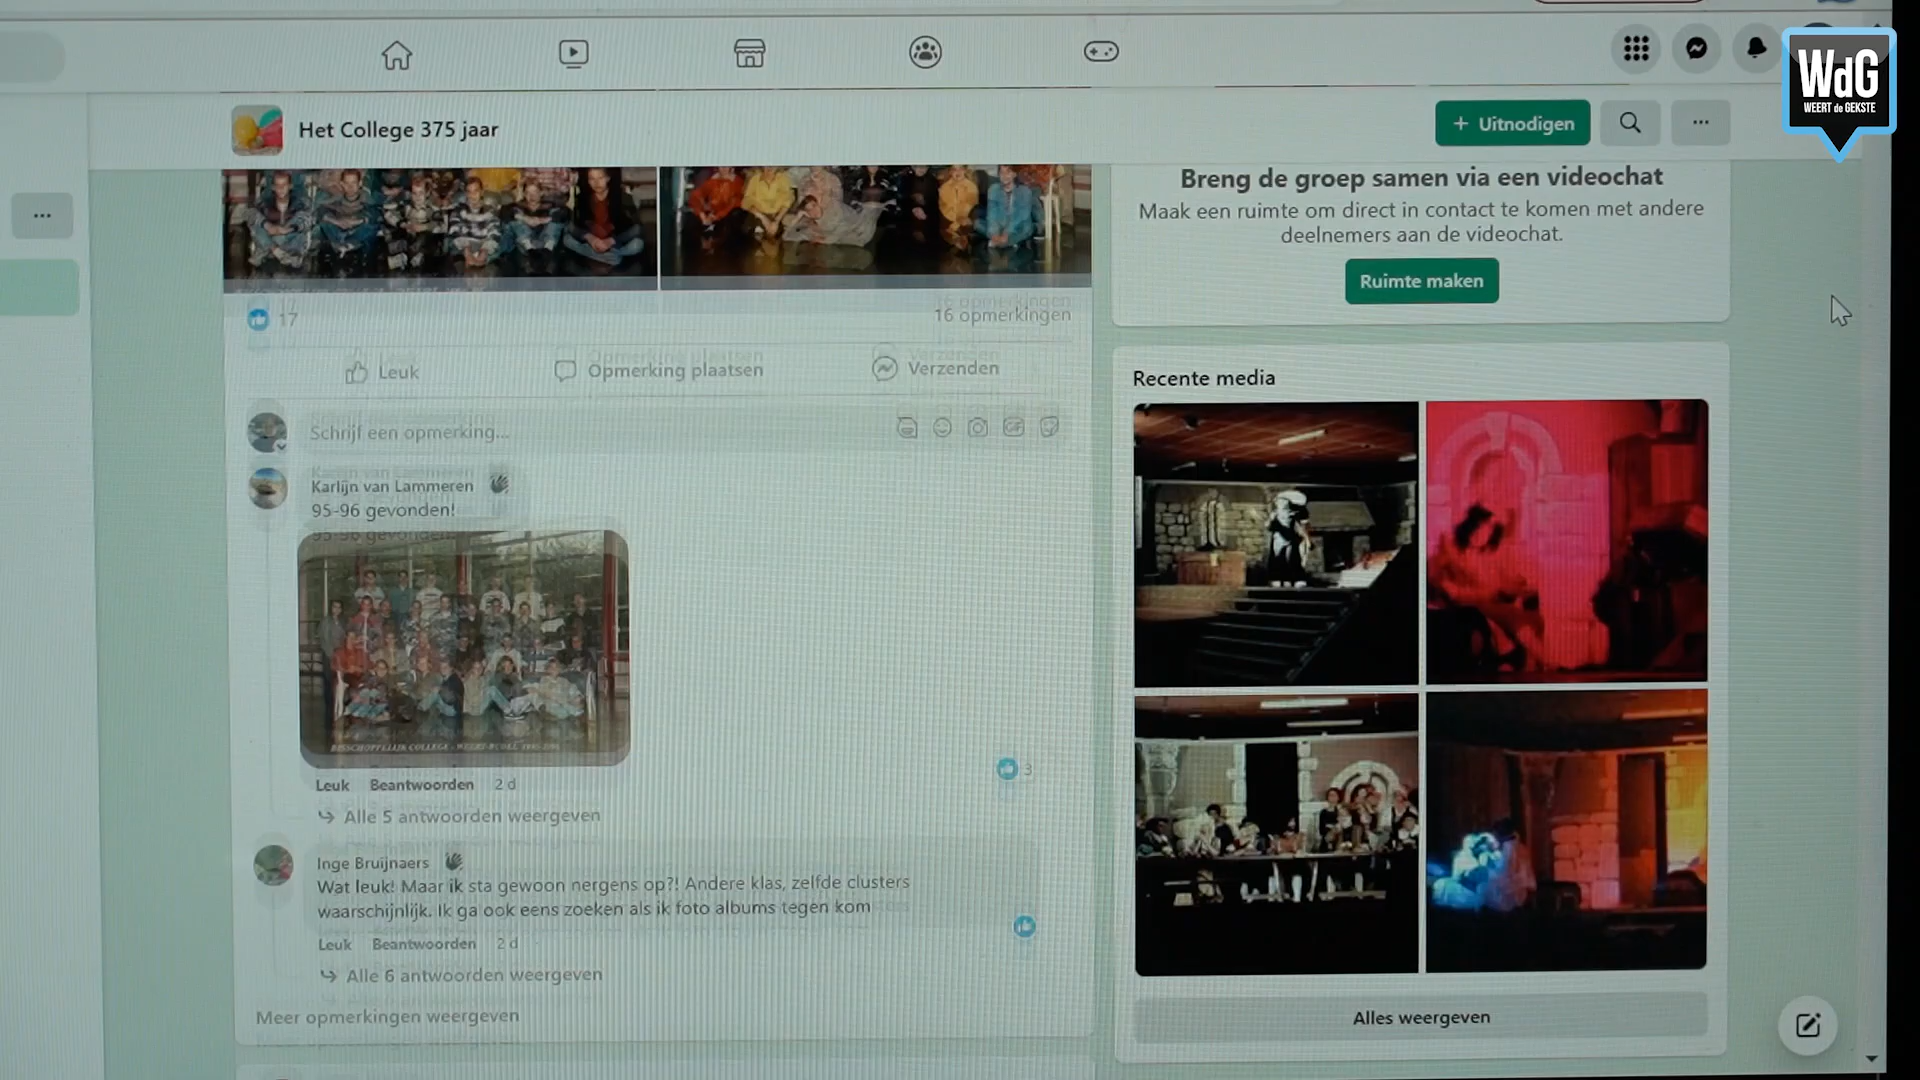 WdG
WEERT de GEKSTE
Het College 375 jaar
+ Uitnodigen
Breng de groep samen via een videochat
Maak een ruimte om direct in contact te komen met andere
deelnemers aan de videochat.
Ruimte maken
17
16 opmerkingen
Leuk
Opmerking plaatsen
Verzenden
Schrijf een opmerking...
GIF
Karlijn van Lammeren
95-96 gevonden!
BISSCHOPPELIJK COLLEGE - WEERT
Leuk Beantwoorden 2 d
3
Alle 5 antwoorden weergeven
Inge Bruijnaers
Wat leuk! Maar ik sta gewoon nergens op?! Andere klas, zelfde clusters
waarschijnlijk. Ik ga ook eens zoeken als ik foto albums tegen kom
Leuk Beantwoorden 2 d
Alle 6 antwoorden weergeven
Meer opmerkingen weergeven
Recente media
Alles weergeven